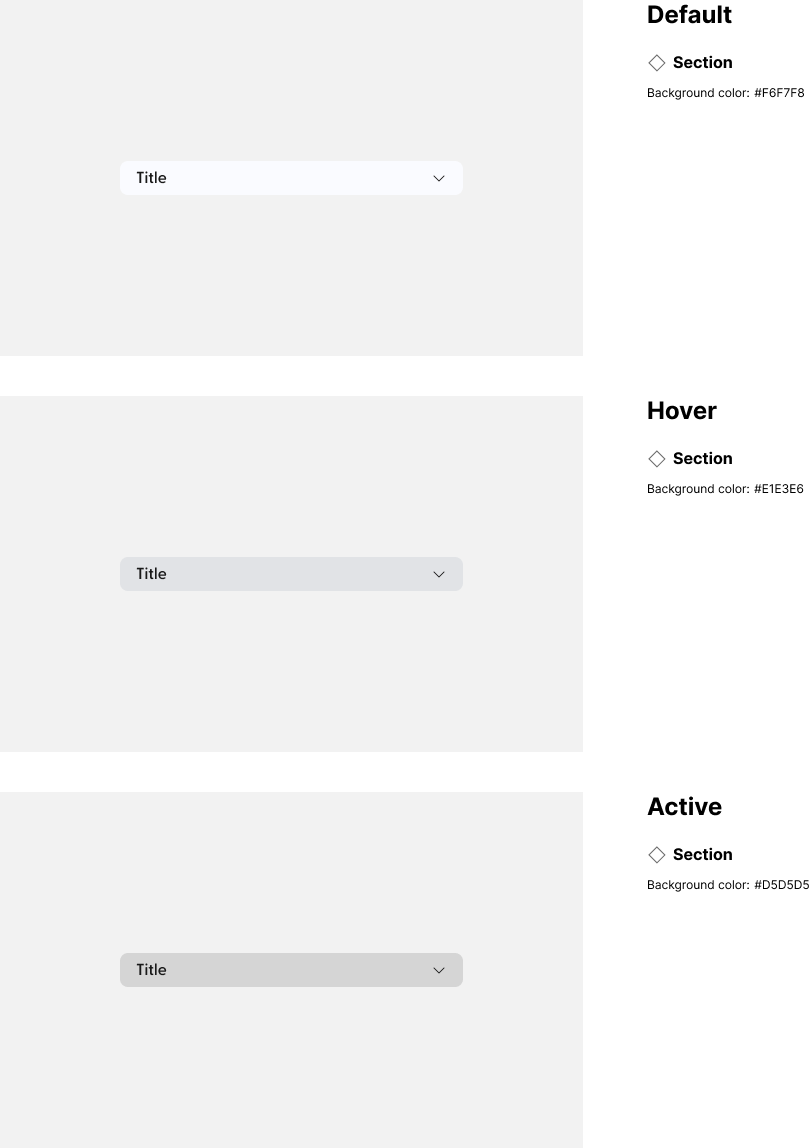 Default
Section
Background color: #F6F7F8
Title
Hover
Section
Background color: #E1E3E6
Title
Active
Section
Background color: #D5D5D5
Title